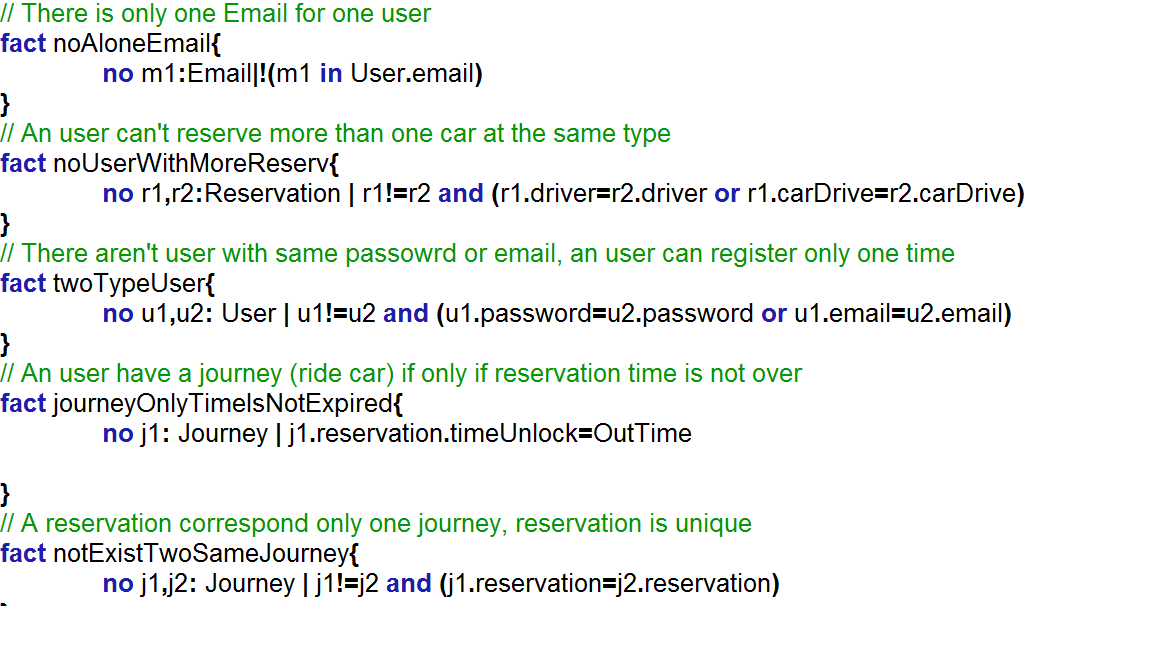 // There is only one Email for one user
fact noAloneEmail{
no m1:Email|!(m1 in User.email)
}
// An user can't reserve more than one car at the same type
fact noUserWithMoreReserv{
no r1,r2:Reservation | r1!=r2 and (r1.driver=r2.driver or r1.carDrive=r2.carDrive)
}
// There aren't user with same passowrd or email, an user can register only one time
fact twoTypeUser{
no u1,u2: User | u1!=u2 and (u1.password=u2.password or u1.email=u2.email)
}
// An user have a journey (ride car) if only if reservation time is not over
fact journeyOnlyTimeIsNotExpired{
no j1: Journey | j1.reservation.timeUnlock=OutTime
}
// A reservation correspond only one journey, reservation is unique
fact notExistTwoSameJourney{
no j1,j2: Journey | j1!=j2 and (j1.reservation=j2.reservation)